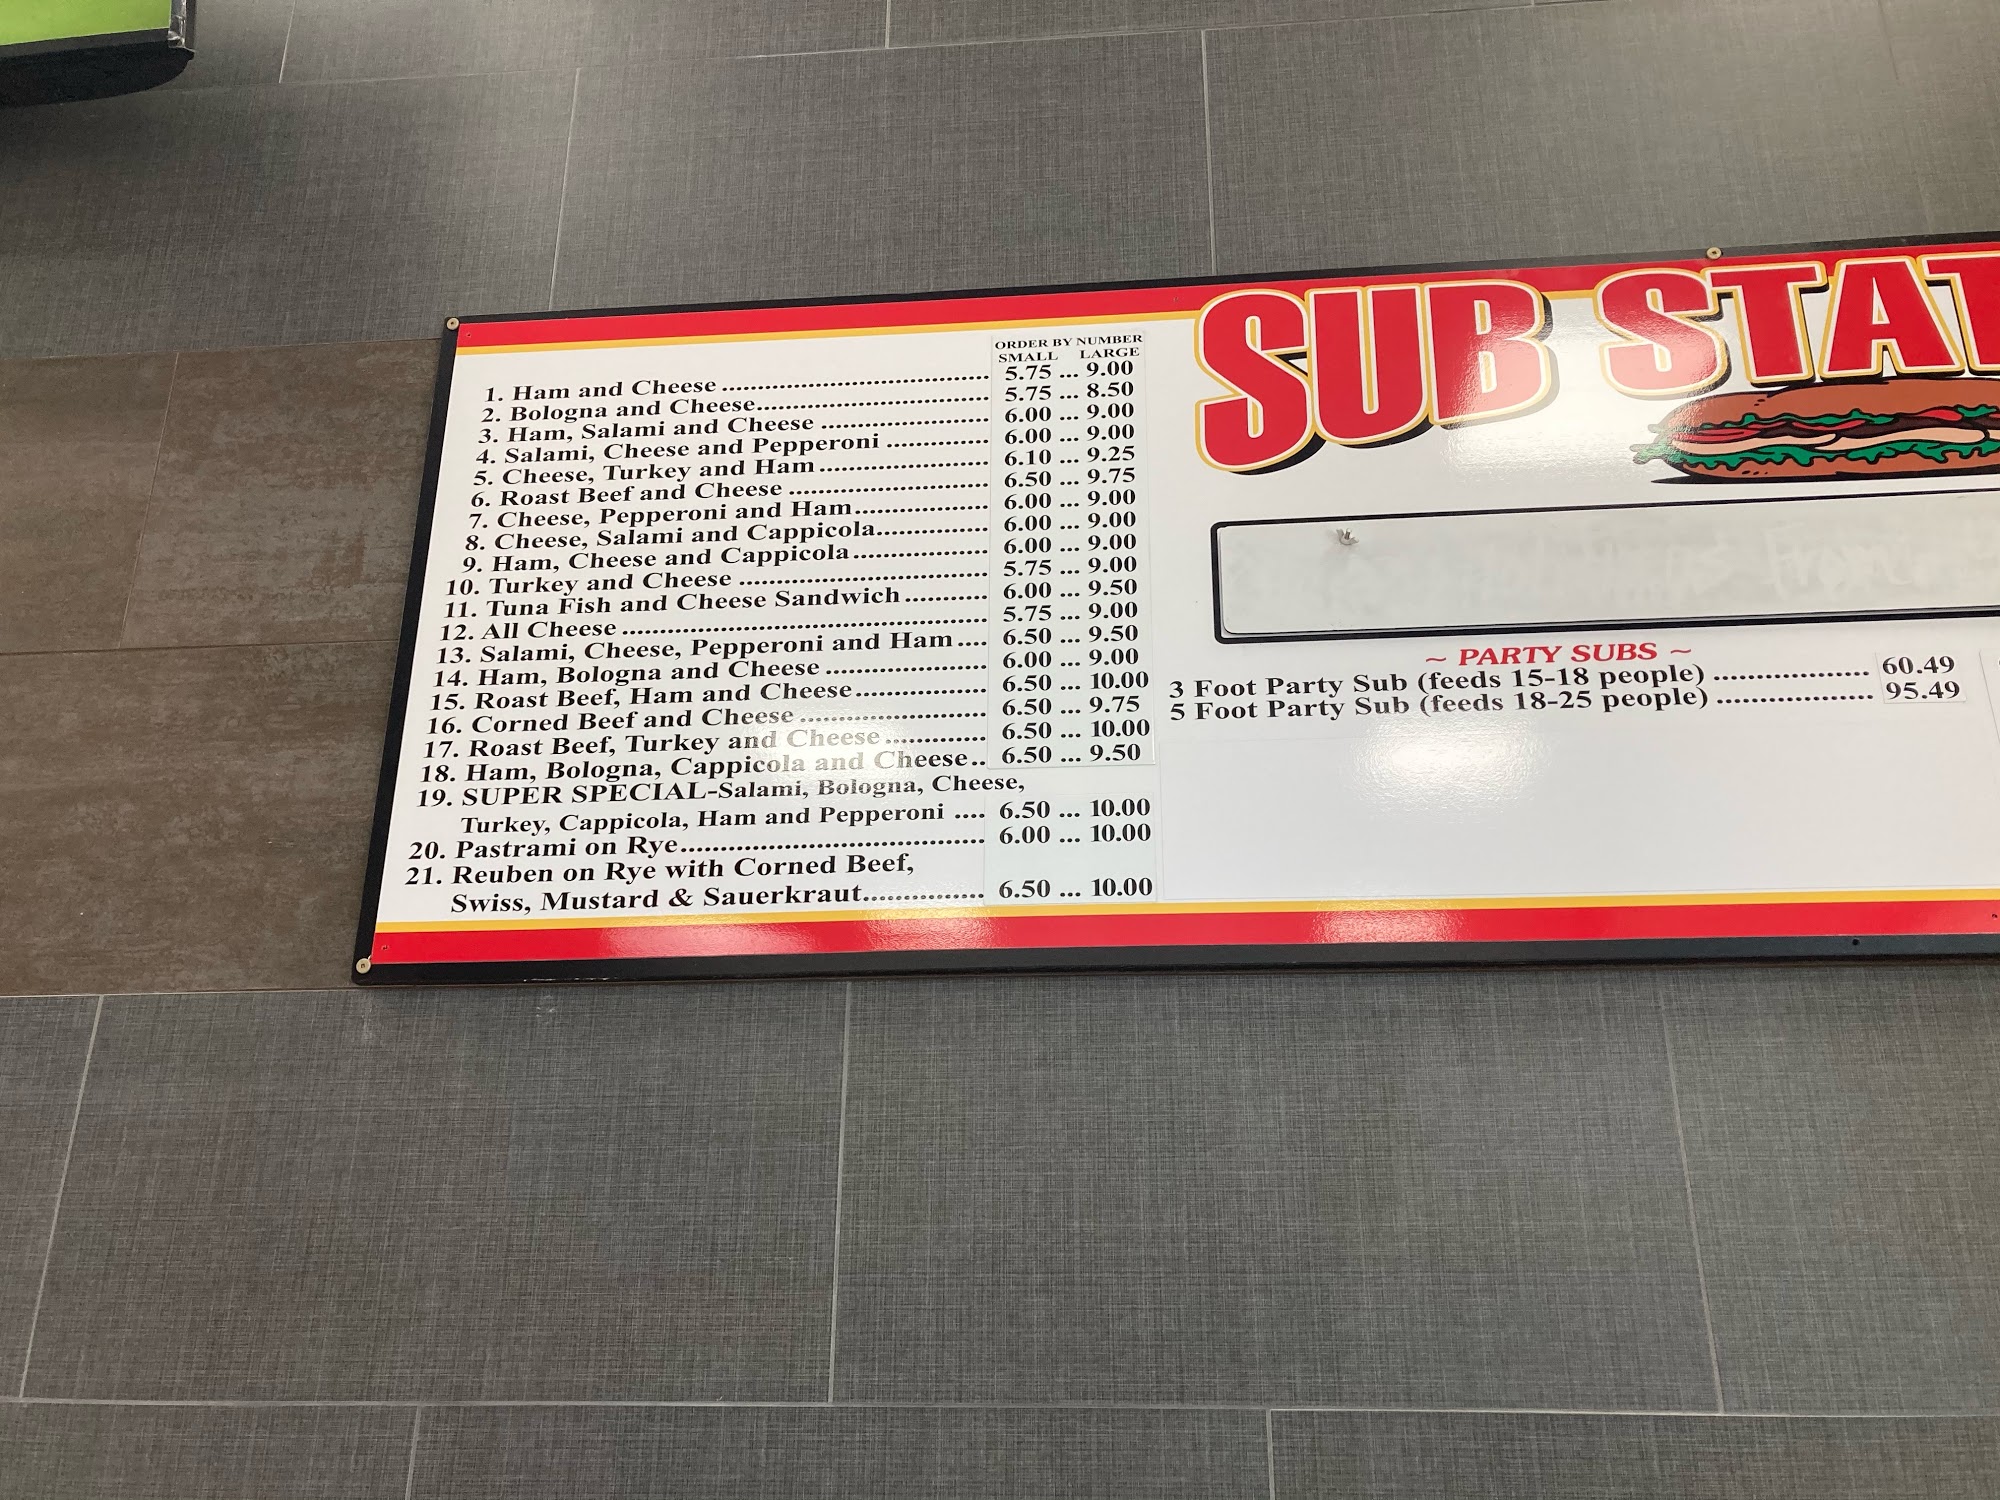 ORDER BY NUMBER
SMALL LARGE
1. Ham and Cheese ........ 5.75 ... 9.00
2. Bologna and Cheese........ 5.75 ... 8.50
3. Ham, Salami and Cheese ........ 6.00 ... 9.00
4. Salami, Cheese and Pepperoni ........ 6.00 ... 9.00
5. Cheese, Turkey and Ham ........ 6.10 ... 9.25
6. Roast Beef and Cheese ........ 6.50 ... 9.75
7. Cheese, Pepperoni and Ham........ 6.00 ... 9.00
8. Cheese, Salami and Cappicola........ 6.00 ... 9.00
9. Ham, Cheese and Cappicola........ 6.00 ... 9.00
10. Turkey and Cheese ........ 5.75 ... 9.00
11. Tuna Fish and Cheese Sandwich........ 6.00 ... 9.50
12. All Cheese ........ 5.75 ... 9.00
13. Salami, Cheese, Pepperoni and Ham .... 6.50 ... 9.50
14. Ham, Bologna and Cheese ........ 6.00 ... 9.00
15. Roast Beef, Ham and Cheese........ 6.50 ... 10.00
16. Corned Beef and Cheese ........ 6.50 ... 9.75
17. Roast Beef, Turkey and Cheese ........ 6.50 ... 10.00
18. Ham, Bologna, Cappicola and Cheese.. 6.50 ... 9.50
19. SUPER SPECIAL-Salami, Bologna, Cheese,
Turkey, Cappicola, Ham and Pepperoni .... 6.50 ... 10.00
20. Pastrami on Rye........ 6.00 ... 10.00
21. Reuben on Rye with Corned Beef,
Swiss, Mustard & Sauerkraut........ 6.50 ... 10.00
SUB STAT
~ PARTY SUBS ~
3 Foot Party Sub (feeds 15-18 people) ........ 60.49
5 Foot Party Sub (feeds 18-25 people) ........ 95.49